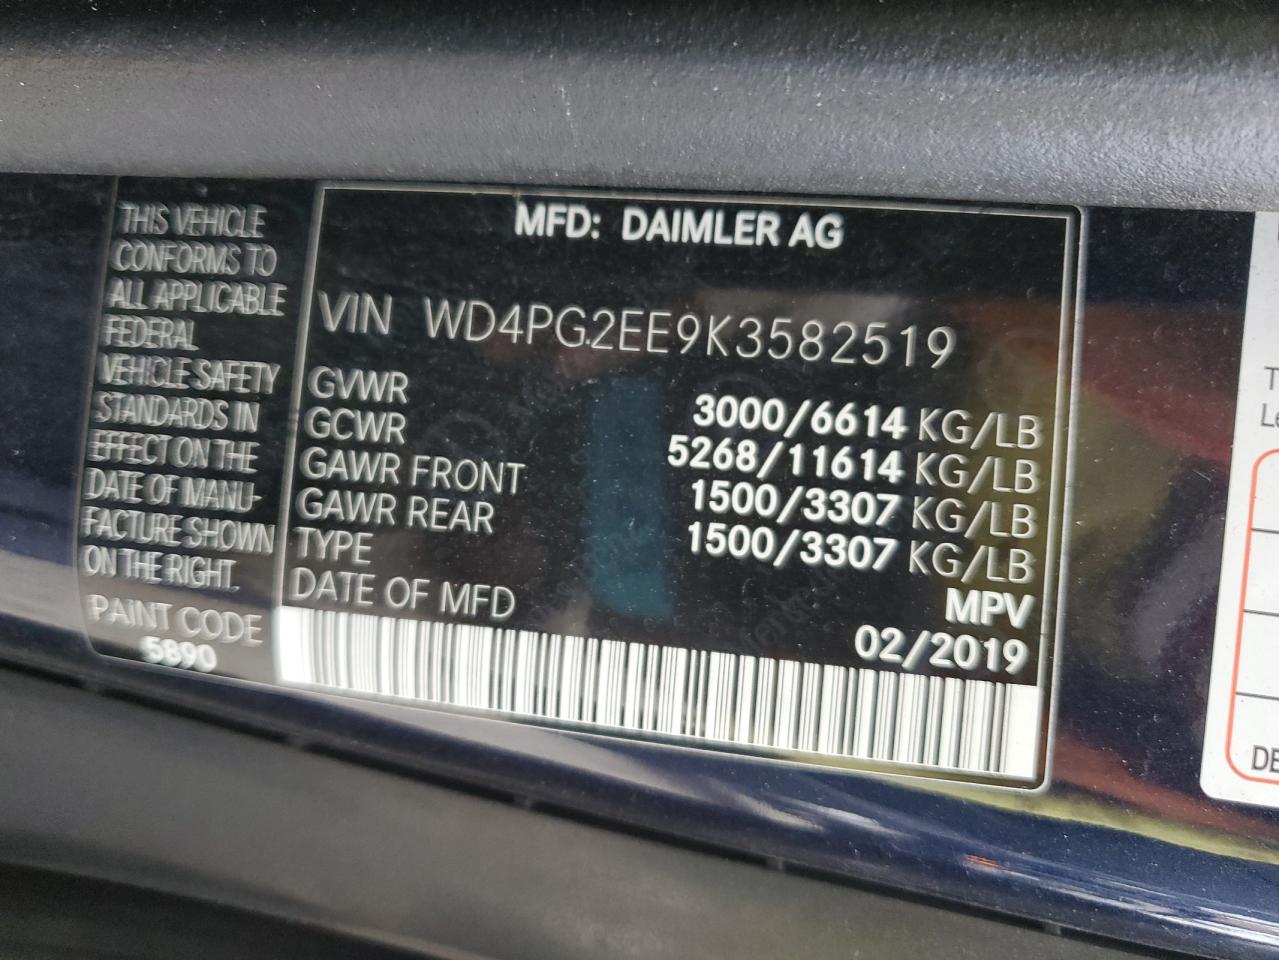 THIS VEHICLE
CONFORMS TO
ALL APPLICABLE
FEDERAL
VEHICLE SAFETY
STANDARDS IN
EFFECT ON THE
DATE OF MANU-
FACTURE SHOWN
ON THE RIGHT.
PAINT CODE
5890
MFD: DAIMLER AG
VIN WD4PG2EE9K3582519
GVWR 3000/6614 KG/LB
GCWR 5268/11614 KG/LB
GAWR FRONT 1500/3307 KG/LB
GAWR REAR 1500/3307 KG/LB
TYPE MPV
DATE OF MFD 02/2019